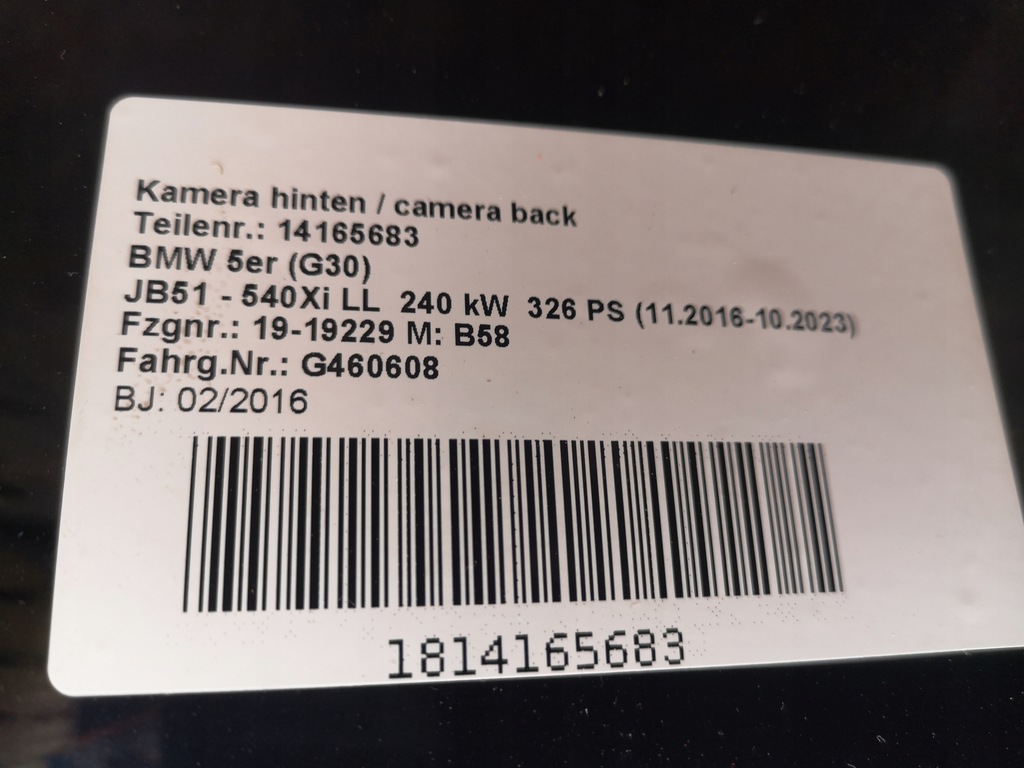 Kamera hinten / camera back
Teilenr.: 14165683
BMW 5er (G30)
JB51 - 540Xi LL 240 kW 326 PS (11.2016-10.2023)
Fzgnr.: 19-19229 M: B58
Fahrg.Nr.: G460608
BJ: 02/2016
1814165683